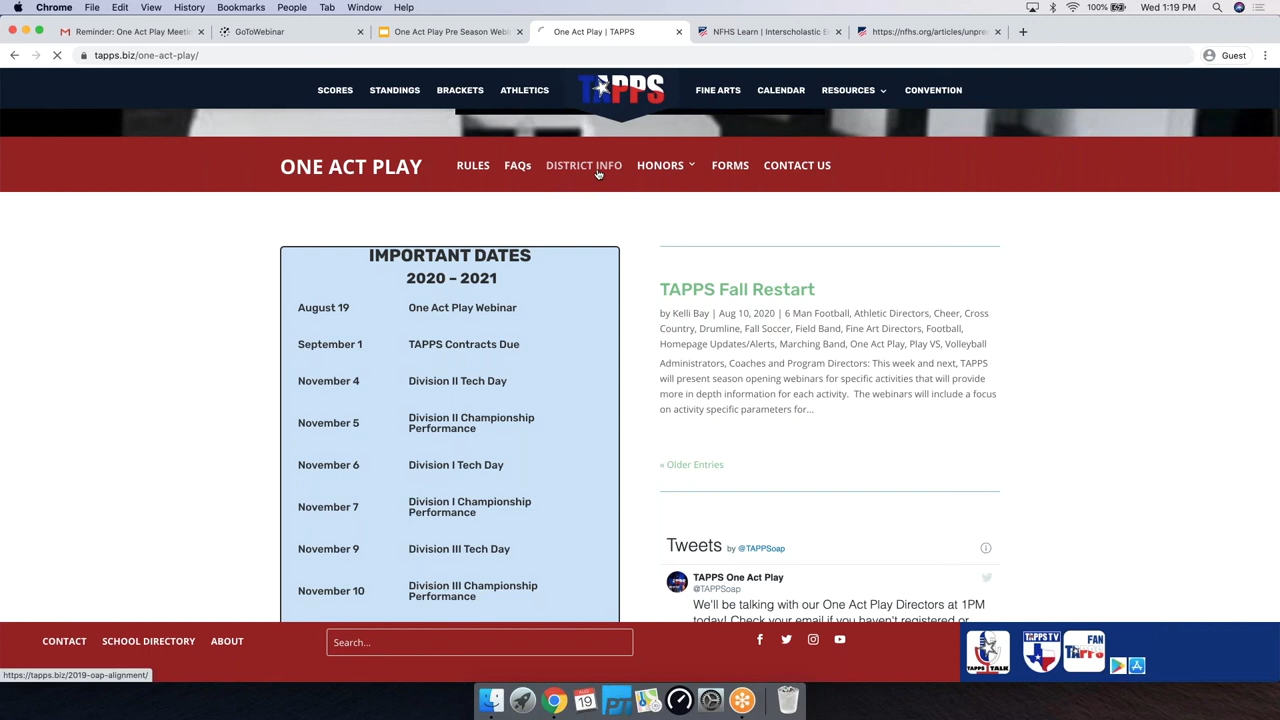 Chrome File Edit View History Bookmarks People Tab Window Help 100% Wed 1:19 PM
Reminder: One Act Play Meetin GoToWebinar One Act Play Pre Season Webi One Act Play | TAPPS NFHS Learn | Interscholastic E https://nfhs.org/articles/unpre
tapps.biz/one-act-play/ Guest
SCORES STANDINGS BRACKETS ATHLETICS TAPPS FINE ARTS CALENDAR RESOURCES CONVENTION
ONE ACT PLAY RULES FAQs DISTRICT INFO HONORS FORMS CONTACT US
IMPORTANT DATES
2020 – 2021
August 19 One Act Play Webinar
September 1 TAPPS Contracts Due
November 4 Division II Tech Day
November 5 Division II Championship
Performance
November 6 Division I Tech Day
November 7 Division I Championship
Performance
November 9 Division III Tech Day
November 10 Division III Championship
Performance
TAPPS Fall Restart
by Kelli Bay | Aug 10, 2020 | 6 Man Football, Athletic Directors, Cheer, Cross
Country, Drumline, Fall Soccer, Field Band, Fine Art Directors, Football,
Homepage Updates/Alerts, Marching Band, One Act Play, Play VS, Volleyball
Administrators, Coaches and Program Directors: This week and next, TAPPS
will present season opening webinars for specific activities that will provide
more in depth information for each activity. The webinars will include a focus
on activity specific parameters for...
« Older Entries
Tweets by @TAPPSoap
TAPPS One Act Play
@TAPPSoap
We'll be talking with our One Act Play Directors at 1PM
today! Check your email if you haven't registered or
CONTACT SCHOOL DIRECTORY ABOUT Search...
TAPPS TALK TAPPSTV FAN TAPPS
https://tapps.biz/2019-oap-alignment/
AUG 19 PT